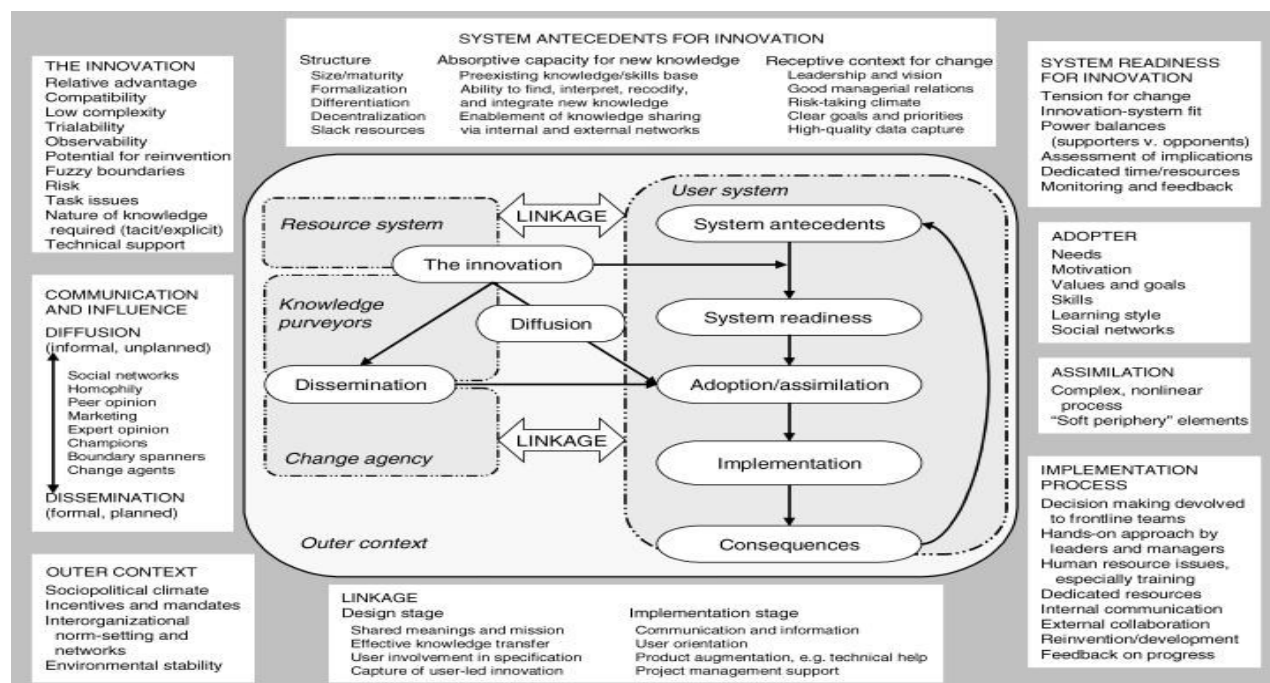 SYSTEM ANTECEDENTS FOR INNOVATION
Structure
Size/maturity
Formalization
Differentiation
Decentralization
Slack resources
Absorptive capacity for new knowledge
Preexisting knowledge/skills base
Ability to find, interpret, recodify,
and integrate new knowledge
Enablement of knowledge sharing
via internal and external networks
Receptive context for change
Leadership and vision
Good managerial relations
Risk-taking climate
Clear goals and priorities
High-quality data capture
THE INNOVATION
Relative advantage
Compatibility
Low complexity
Trialability
Observability
Potential for reinvention
Fuzzy boundaries
Risk
Task issues
Nature of knowledge
required (tacit/explicit)
Technical support
COMMUNICATION
AND INFLUENCE
DIFFUSION
(informal, unplanned)
Social networks
Homophily
Peer opinion
Marketing
Expert opinion
Champions
Boundary spanners
Change agents
DISSEMINATION
(formal, planned)
OUTER CONTEXT
Sociopolitical climate
Incentives and mandates
Interorganizational
norm-setting and
networks
Environmental stability
Resource system
LINKAGE
User system
System antecedents
The innovation
Knowledge
purveyors
Diffusion
System readiness
Dissemination
Adoption/assimilation
LINKAGE
Change agency
Implementation
Outer context
Consequences
LINKAGE
Design stage
Shared meanings and mission
Effective knowledge transfer
User involvement in specification
Capture of user-led innovation
Implementation stage
Communication and information
User orientation
Product augmentation, e.g. technical help
Project management support
SYSTEM READINESS
FOR INNOVATION
Tension for change
Innovation-system fit
Power balances
(supporters v. opponents)
Assessment of implications
Dedicated time/resources
Monitoring and feedback
ADOPTER
Needs
Motivation
Values and goals
Skills
Learning style
Social networks
ASSIMILATION
Complex, nonlinear
process
"Soft periphery" elements
IMPLEMENTATION
PROCESS
Decision making devolved
to frontline teams
Hands-on approach by
leaders and managers
Human resource issues,
especially training
Dedicated resources
Internal communication
External collaboration
Reinvention/development
Feedback on progress